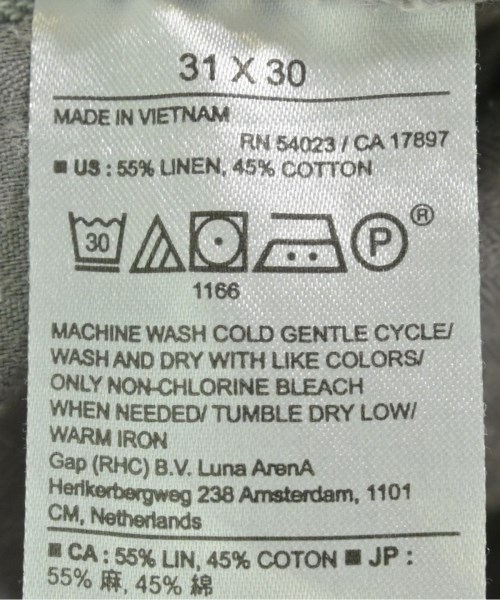 31 X 30
MADE IN VIETNAM
RN 54023 / CA 17897
■ US : 55% LINEN, 45% COTTON
30
P ®
1166
MACHINE WASH COLD GENTLE CYCLE/
WASH AND DRY WITH LIKE COLORS/
ONLY NON-CHLORINE BLEACH
WHEN NEEDED/ TUMBLE DRY LOW/
WARM IRON
Gap (RHC) B.V. Luna ArenA
Herikerbergweg 238 Amsterdam, 1101
CM, Netherlands
■ CA : 55% LIN, 45% COTON ■ JP :
55% 麻, 45% 綿